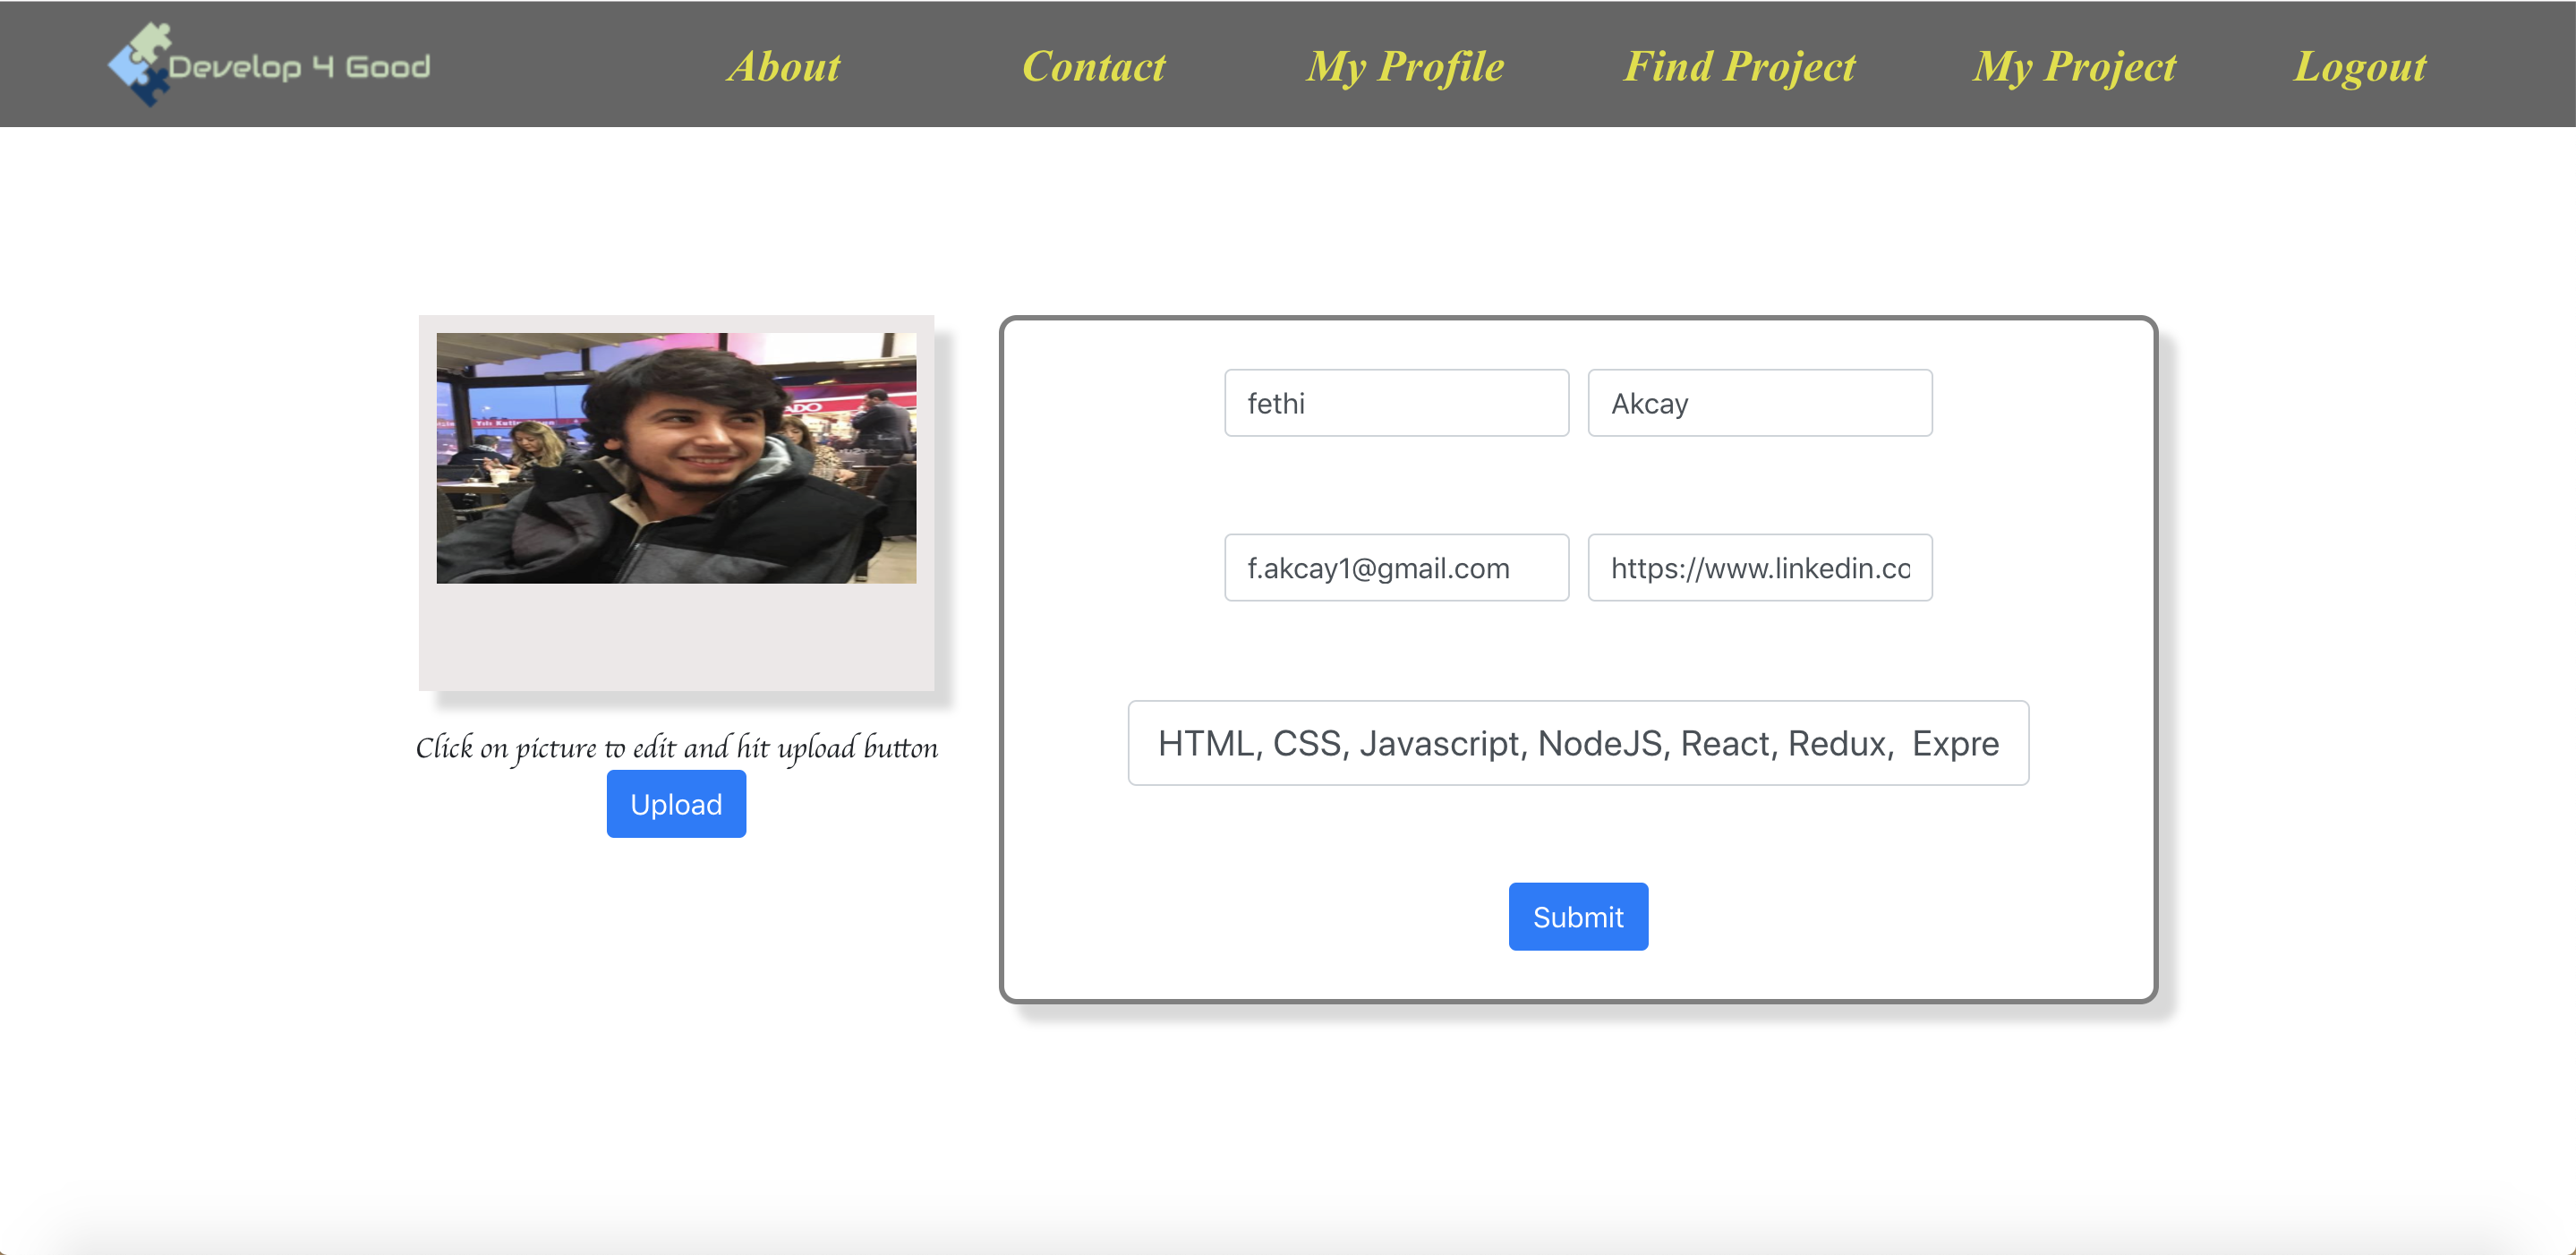 Develop 4 Good
About
Contact
My Profile
Find Project
My Project
Logout
ADO
fethi
Akcay
f.akcay1@gmail.com
https://www.linkedin.co
HTML, CSS, Javascript, NodeJS, React, Redux,  Expre
Click on picture to edit and hit upload button
Upload
Submit